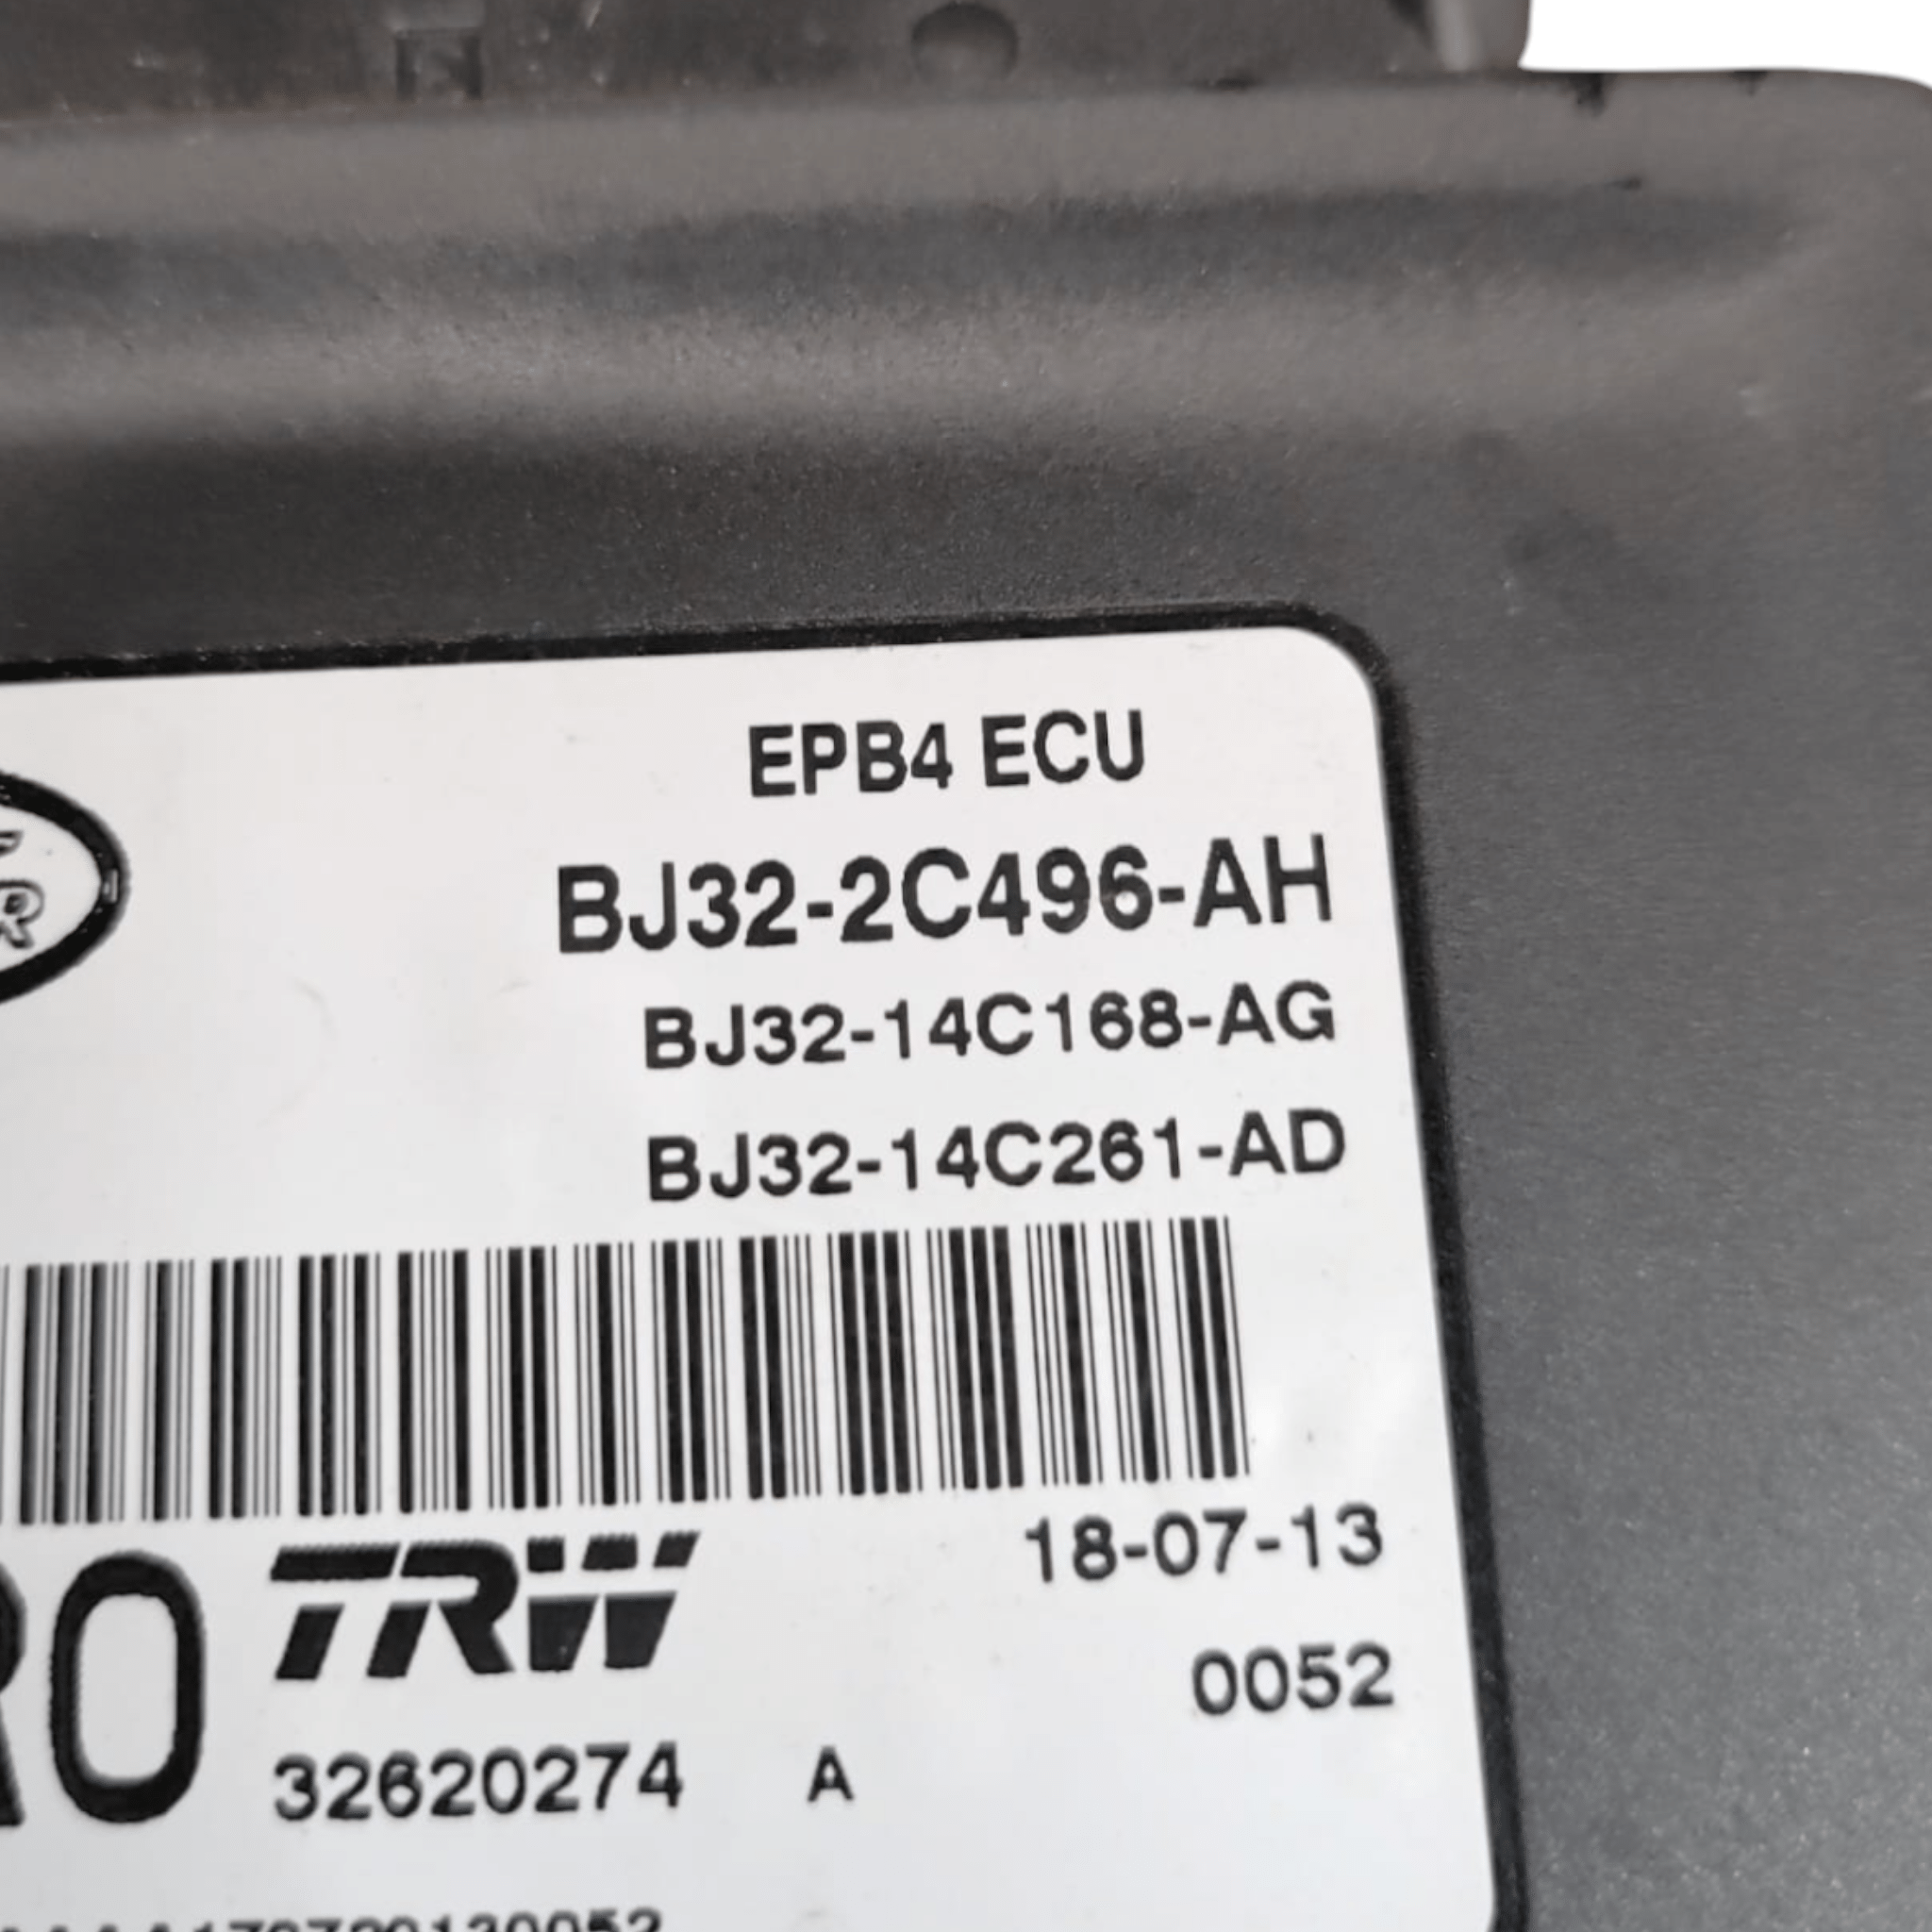 EPB4 ECU
BJ32-2C496-AH
BJ32-14C168-AG
BJ32-14C261-AD
TRW
18-07-13
0052
32620274 A